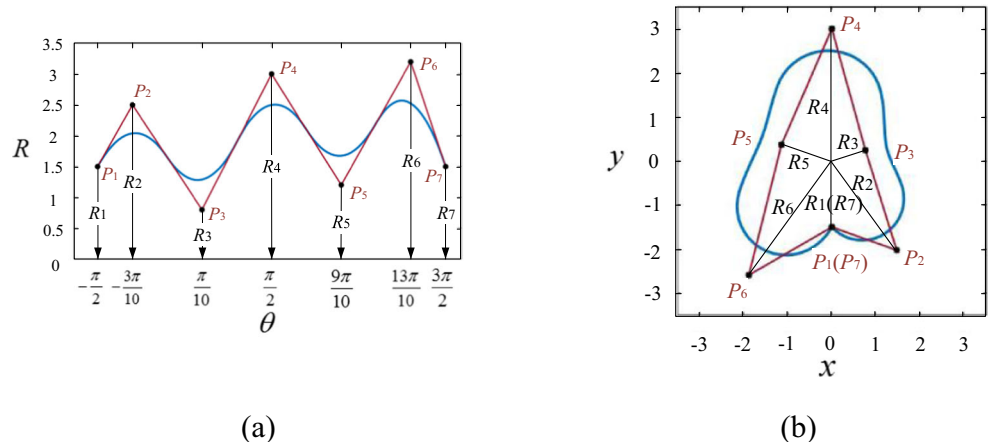 3.5
3
2.5
2
1.5
1
0.5
0
R
P1
P2
P3
P4
P5
P6
P7
R1
R2
R3
R4
R5
R6
R7
-π/2
-3π/10
π/10
π/2
9π/10
13π/10
3π/2
θ
(a)
3
2
1
0
-1
-2
-3
y
P4
R4
P5
R3
P3
R5
R2
R6
R1(R7)
P1(P7)
P2
P6
-3 -2 -1 0 1 2 3
x
(b)